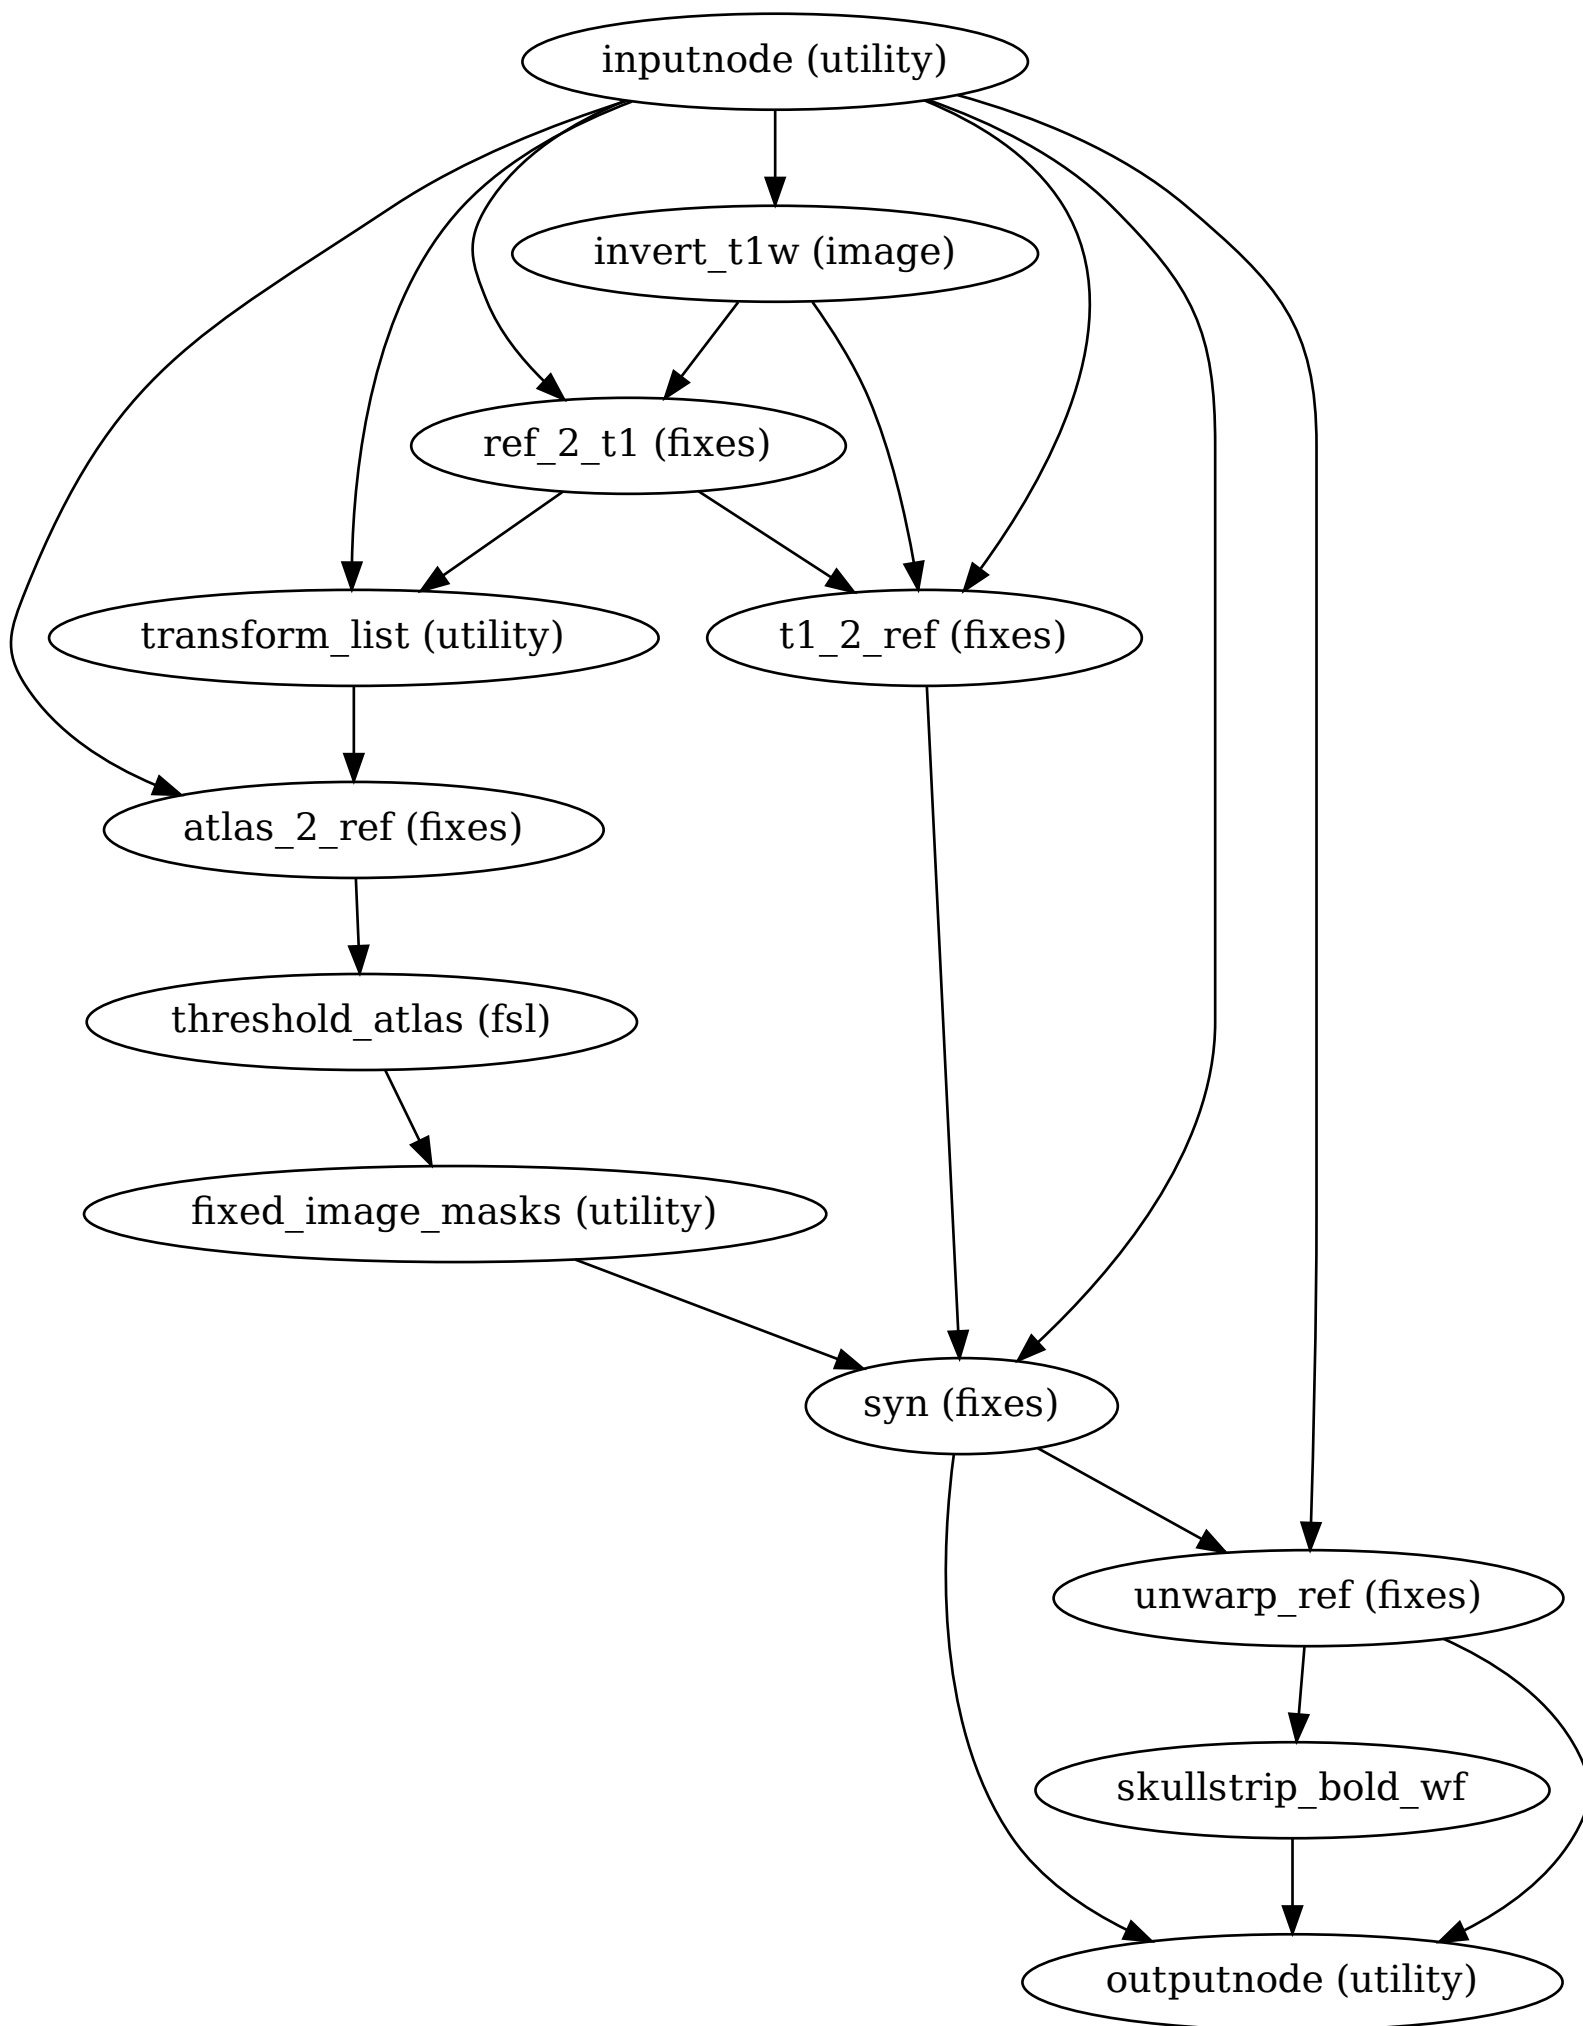 inputnode (utility)
invert_t1w (image)
ref_2_t1 (fixes)
transform_list (utility)
t1_2_ref (fixes)
atlas_2_ref (fixes)
threshold_atlas (fsl)
fixed_image_masks (utility)
syn (fixes)
unwarp_ref (fixes)
skullstrip_bold_wf
outputnode (utility)